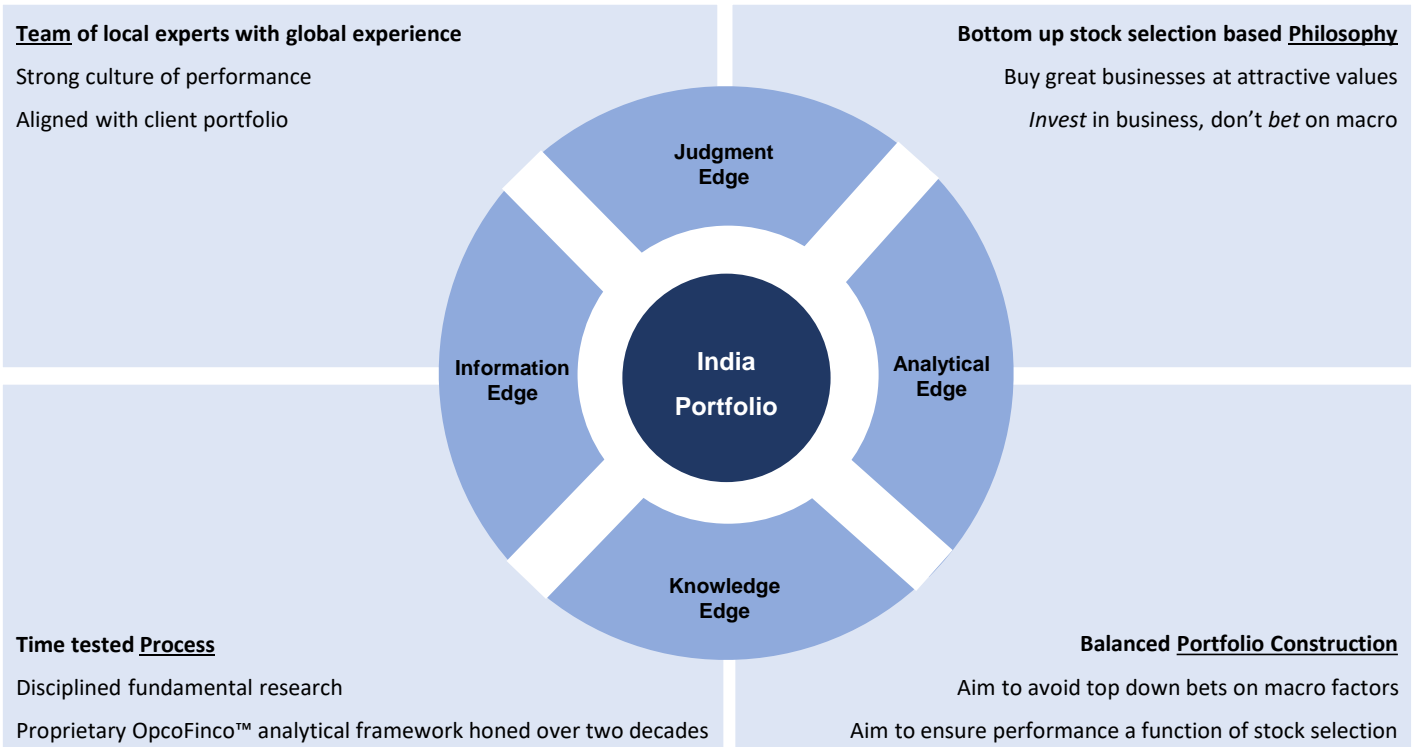 Team of local experts with global experience
Strong culture of performance
Aligned with client portfolio
Bottom up stock selection based Philosophy
Buy great businesses at attractive values
Invest in business, don’t bet on macro
Judgment
Edge
Information
Edge
India
Portfolio
Analytical
Edge
Knowledge
Edge
Time tested Process
Disciplined fundamental research
Proprietary OpcoFinco™ analytical framework honed over two decades
Balanced Portfolio Construction
Aim to avoid top down bets on macro factors
Aim to ensure performance a function of stock selection